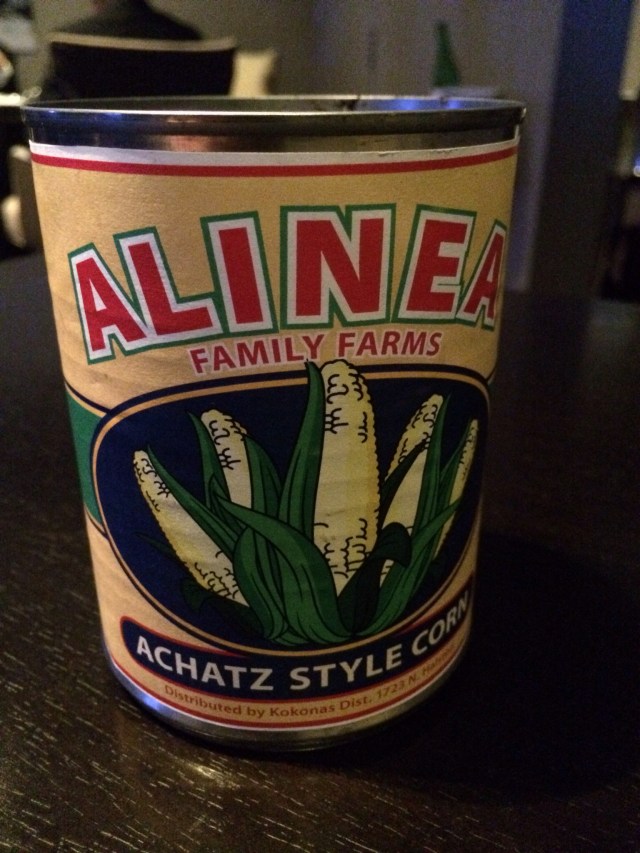 ALINEA
FAMILY FARMS
ACHATZ STYLE CORN
Distributed by Kokonas Dist. 1723 N.